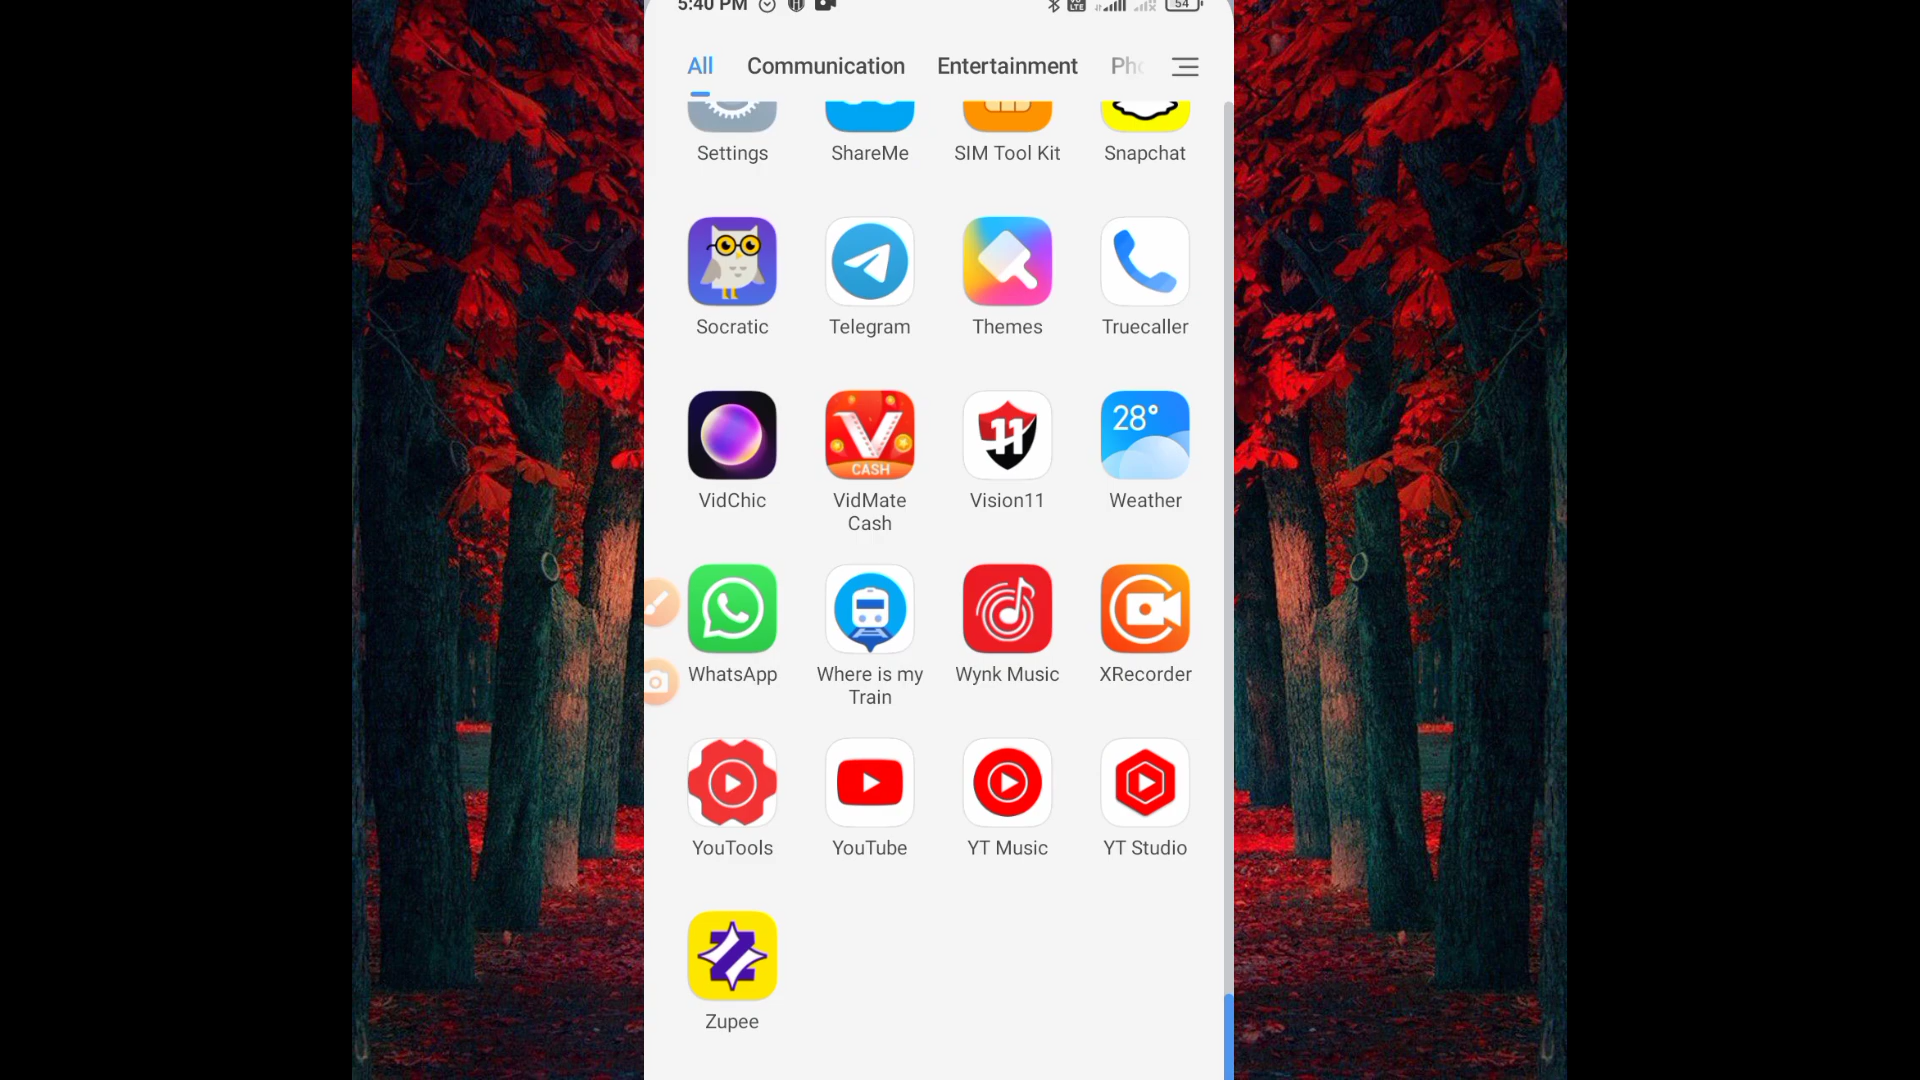 5:40 PM 54
All Communication Entertainment Pho
Settings ShareMe SIM Tool Kit Snapchat
Socratic Telegram Themes Truecaller
11 28°
CASH
VidChic VidMate Vision11 Weather
Cash
WhatsApp Where is my Wynk Music XRecorder
Train
YouTools YouTube YT Music YT Studio
Zupee